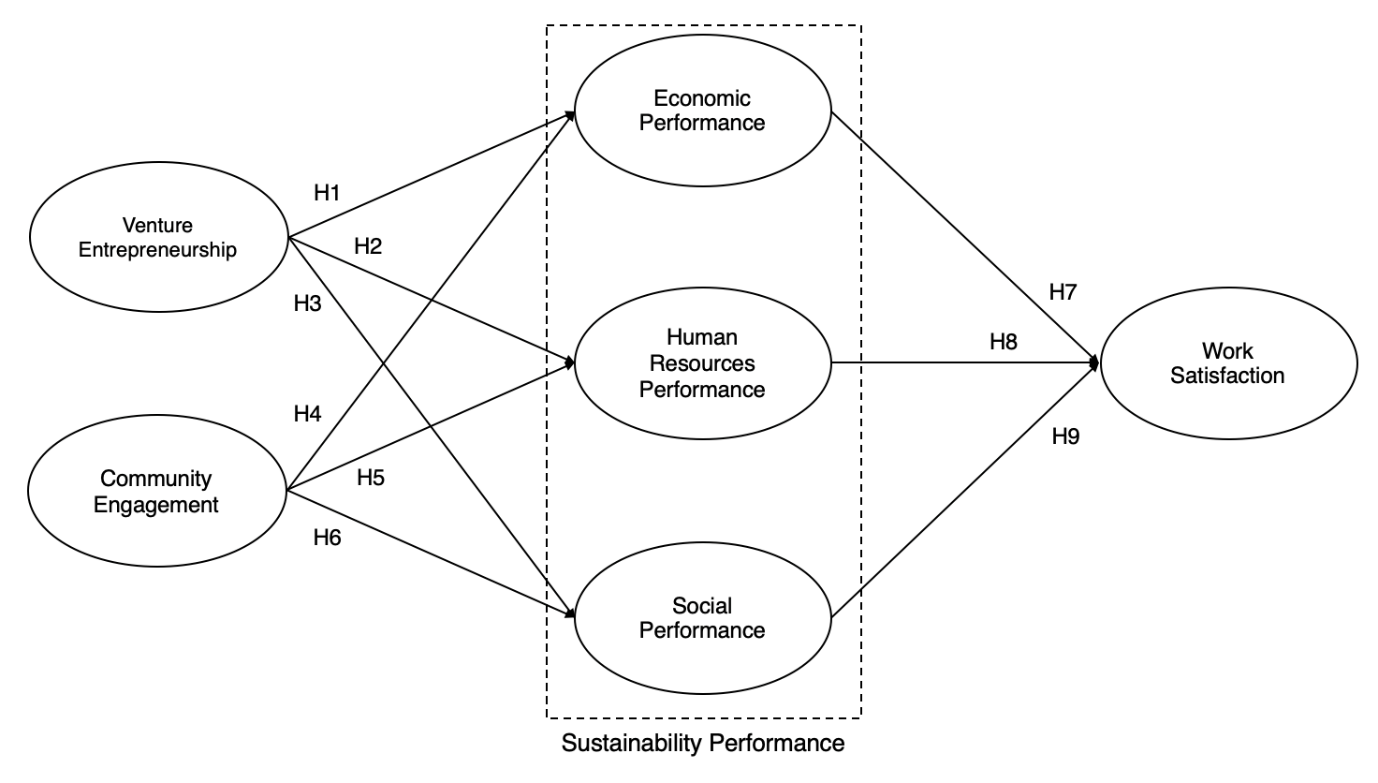 Economic
Performance
Venture
Entrepreneurship
H1
H2
H3
Human
Resources
Performance
H7
H8
Work
Satisfaction
H4
H5
H6
Community
Engagement
H9
Social
Performance
Sustainability Performance